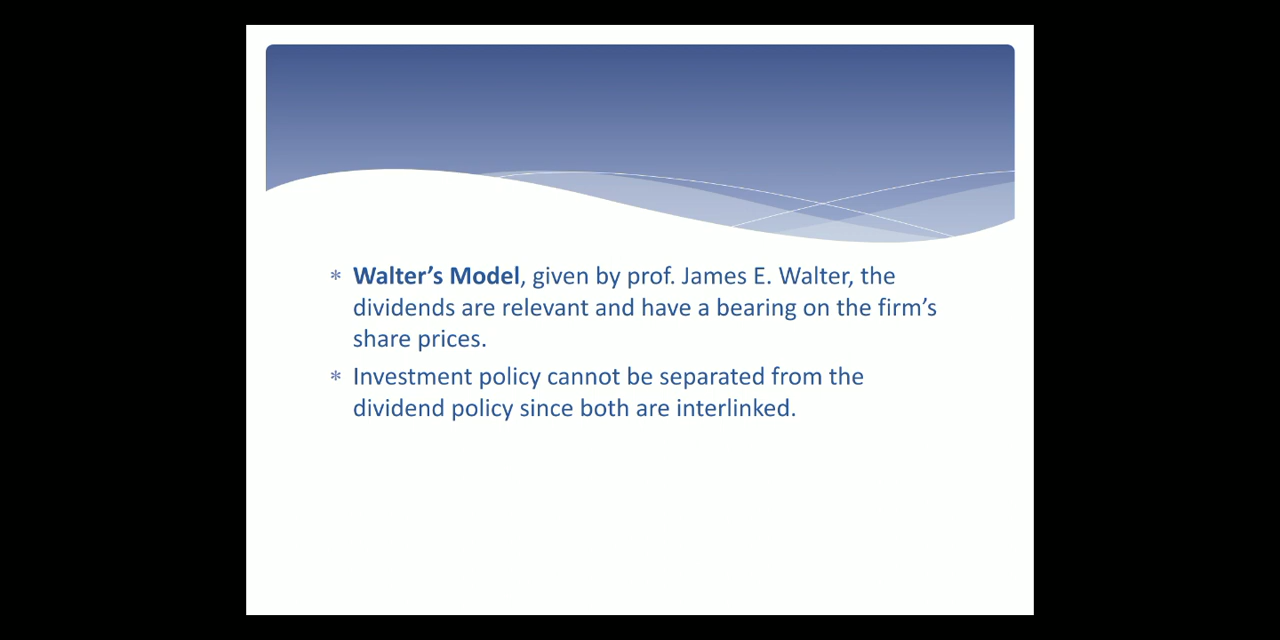 * Walter’s Model, given by prof. James E. Walter, the
dividends are relevant and have a bearing on the firm’s
share prices.
* Investment policy cannot be separated from the
dividend policy since both are interlinked.